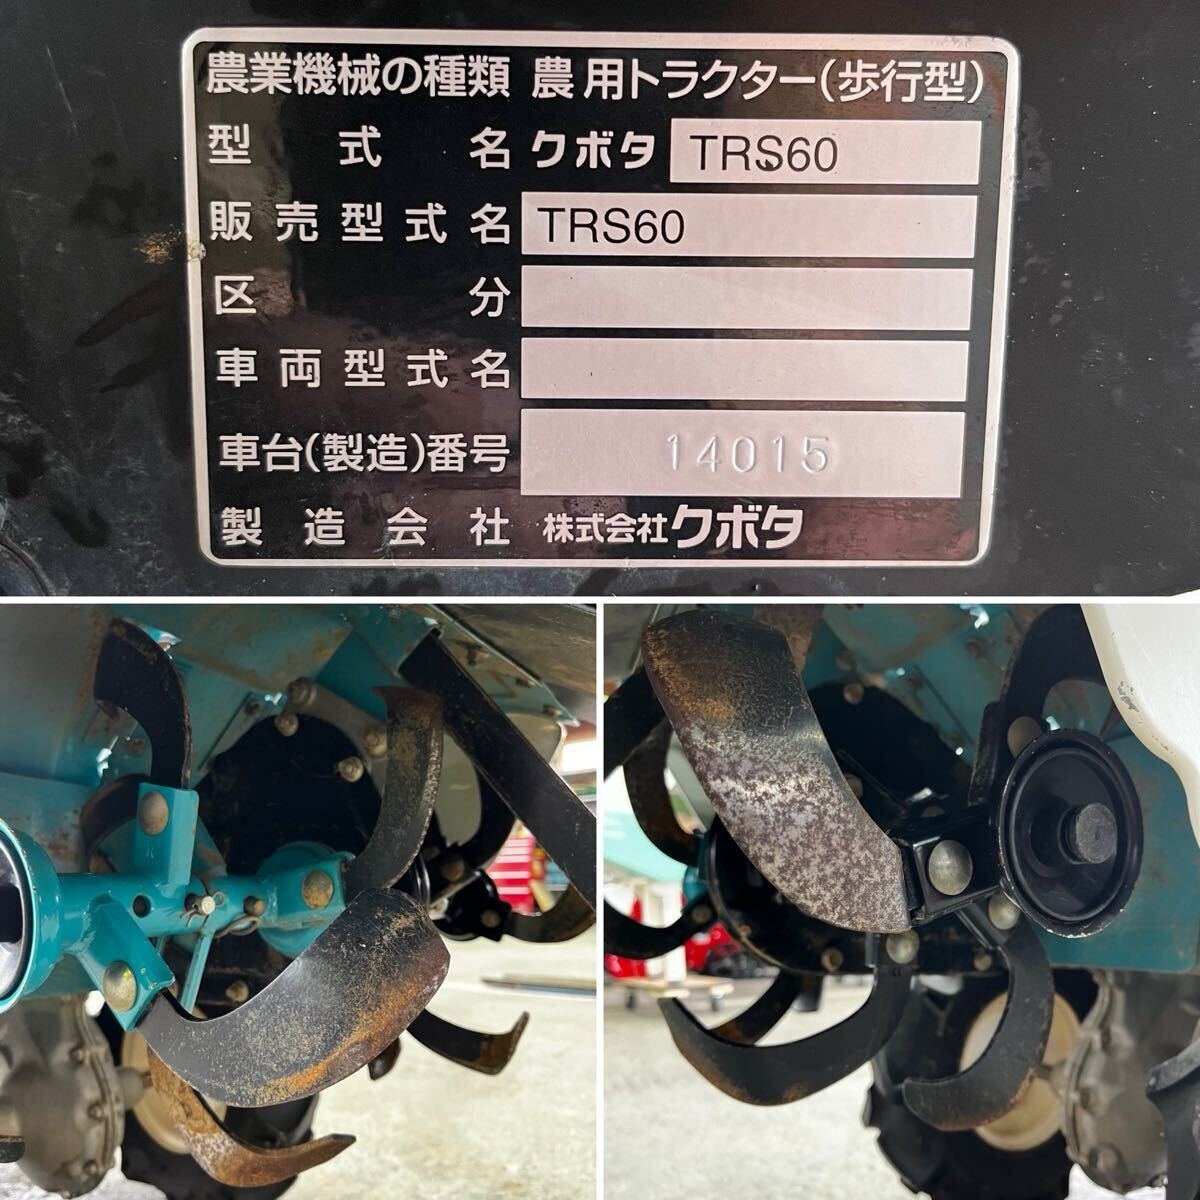 農業機械の種類 農用トラクター(歩行型)
型式名 クボタ TRS60
販売型式名 TRS60
区分
車両型式名
車台(製造)番号 14015
製造会社 株式会社クボタ